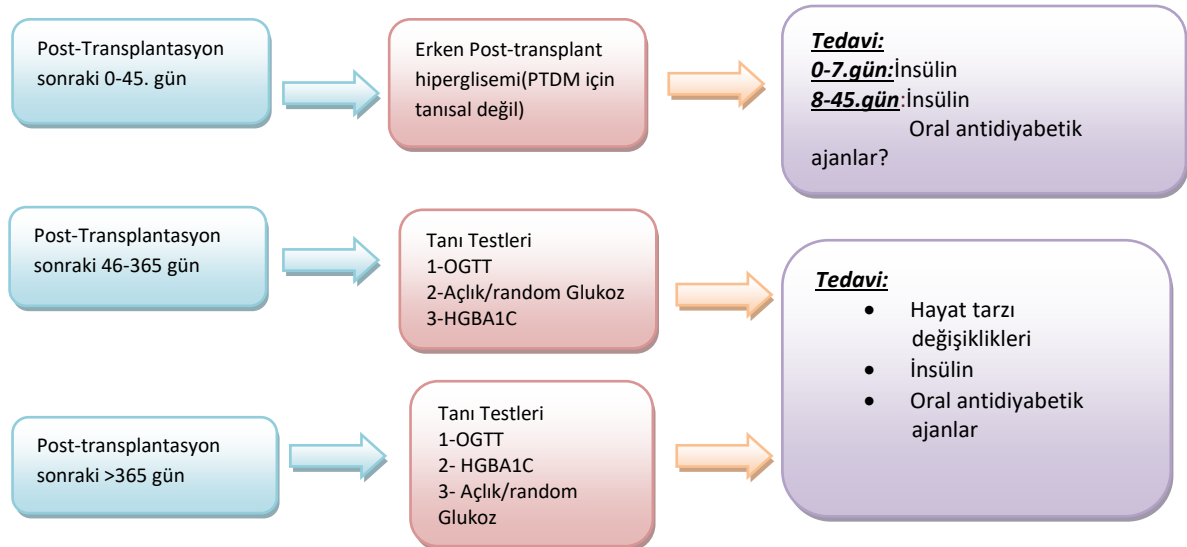 Post-Transplantasyon
sonraki 0-45. gün
Erken Post-transplant
hiperglisemi(PTDM için
tanısal değil)
Tedavi:
0-7.gün:İnsülin
8-45.gün:İnsülin
Oral antidiyabetik
ajanlar?
Post-Transplantasyon
sonraki 46-365 gün
Tanı Testleri
1-OGTT
2-Açlık/random Glukoz
3-HGBA1C
Tedavi:
• Hayat tarzı
değişiklikleri
• İnsülin
• Oral antidiyabetik
ajanlar
Post-transplantasyon
sonraki >365 gün
Tanı Testleri
1-OGTT
2- HGBA1C
3- Açlık/random
Glukoz